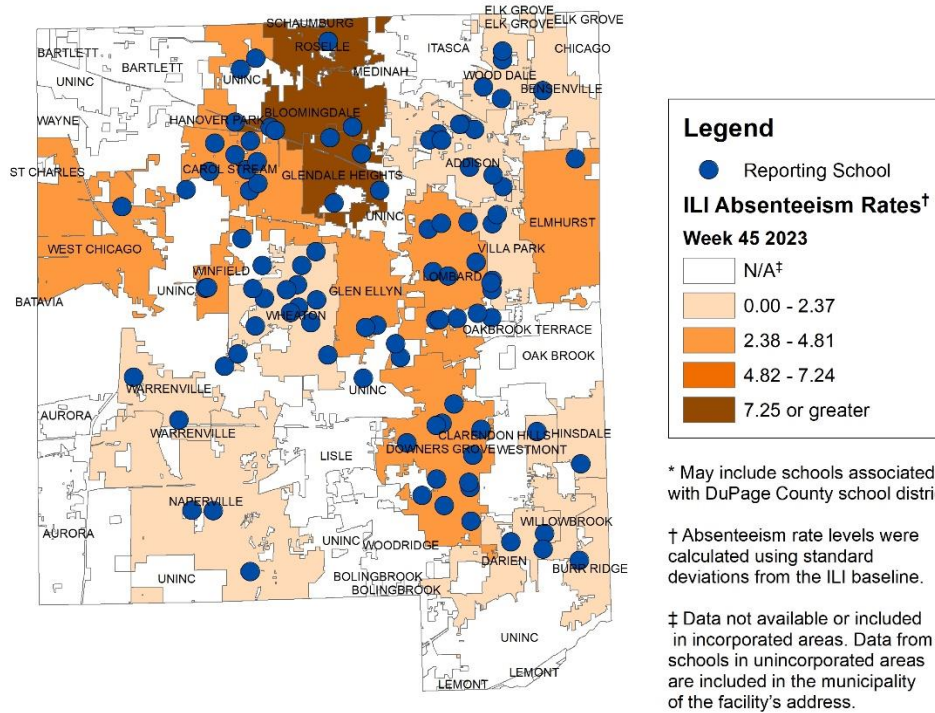 ELK GROVE
ELK GROVE
ELK GROVE
SCHAUMBURG
ROSELLE
ITASCA
CHICAGO
BARTLETT
BARTLETT
UNINC
UNINC
MEDINAH
WOOD DALE
BENSENVILLE
WAYNE
HANOVER PARK
BLOOMINGDALE
ADDISON
ST CHARLES
CAROL STREAM
GLENDALE HEIGHTS
UNINC
ELMHURST
WEST CHICAGO
VILLA PARK
WINFIELD
LOMBARD
BATAVIA
UNINC
GLEN ELLYN
WHEATON
OAKBROOK TERRACE
OAK BROOK
WARRENVILLE
UNINC
AURORA
WARRENVILLE
CLARENDON HILLS
HINSDALE
LISLE
DOWNERS GROVE
WESTMONT
NAPERVILLE
AURORA
UNINC
WOODRIDGE
WILLOWBROOK
DARIEN
BURR RIDGE
UNINC
BOLINGBROOK
BOLINGBROOK
UNINC
LEMONT
LEMONT
Legend
Reporting School
ILI Absenteeism Rates†
Week 45 2023
N/A‡
0.00 - 2.37
2.38 - 4.81
4.82 - 7.24
7.25 or greater
* May include schools associated
with DuPage County school distri
† Absenteeism rate levels were
calculated using standard
deviations from the ILI baseline.
‡ Data not available or included
in incorporated areas. Data from
schools in unincorporated areas
are included in the municipality
of the facility's address.